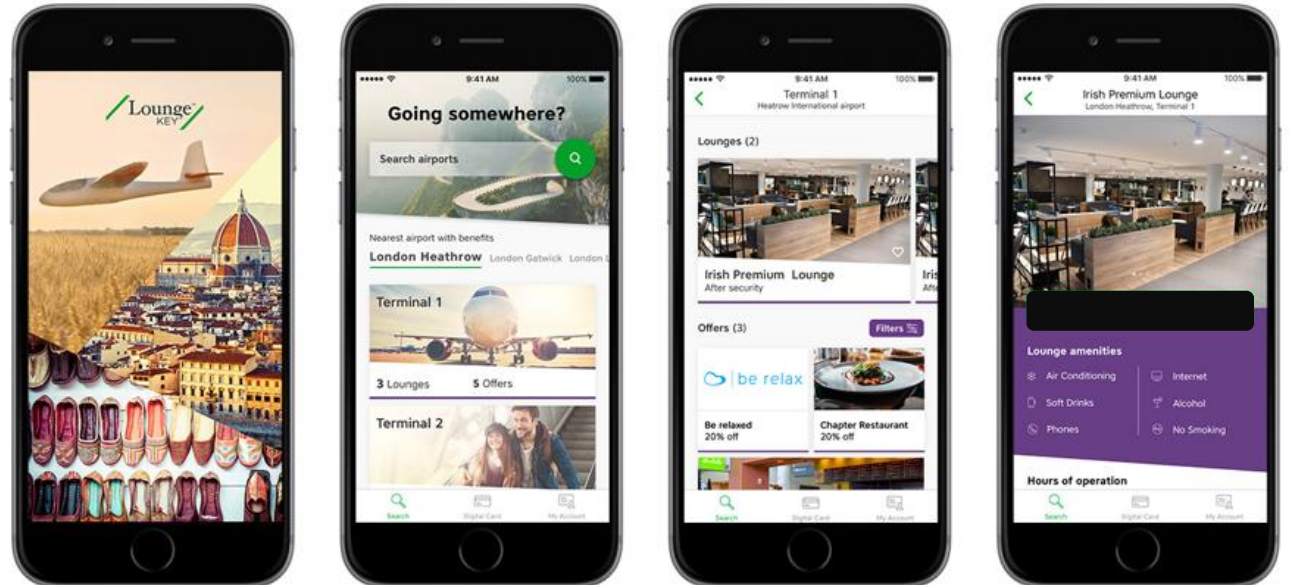 Lounge
KEY
9:41 AM 100%
Going somewhere?
Search airports
Nearest airport with benefits
London Heathrow London Gatwick London L
Terminal 1
3 Lounges 5 Offers
Terminal 2
Search Digital Card My Account
9:41 AM 100%
Terminal 1
Heatrow International airport
Lounges (2)
Irish Premium Lounge
After security
Offers (3) Filters
be relax
Be relaxed
20% off
Chapter Restaurant
20% off
Search Digital Card My Account
9:41 AM 100%
Irish Premium Lounge
London Heathrow, Terminal 1
Lounge amenities
Air Conditioning Internet
Soft Drinks Alcohol
Phones No Smoking
Hours of operation
Search Digital Card My Account